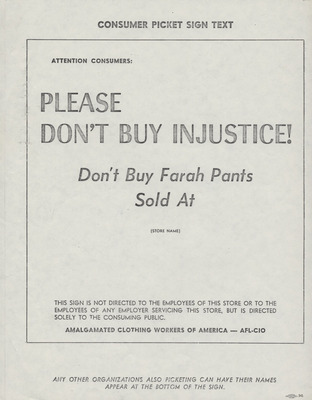 CONSUMER PICKET SIGN TEXT
ATTENTION CONSUMERS:
PLEASE
DON'T BUY INJUSTICE!
Don't Buy Farah Pants
Sold At
(STORE NAME)
THIS SIGN IS NOT DIRECTED TO THE EMPLOYEES OF THIS STORE OR TO THE
EMPLOYEES OF ANY EMPLOYER SERVICING THIS STORE, BUT IS DIRECTED
SOLELY TO THE CONSUMING PUBLIC.
AMALGAMATED CLOTHING WORKERS OF AMERICA — AFL-CIO
ANY OTHER ORGANIZATIONS ALSO PICKETING CAN HAVE THEIR NAMES
APPEAR AT THE BOTTOM OF THE SIGN.